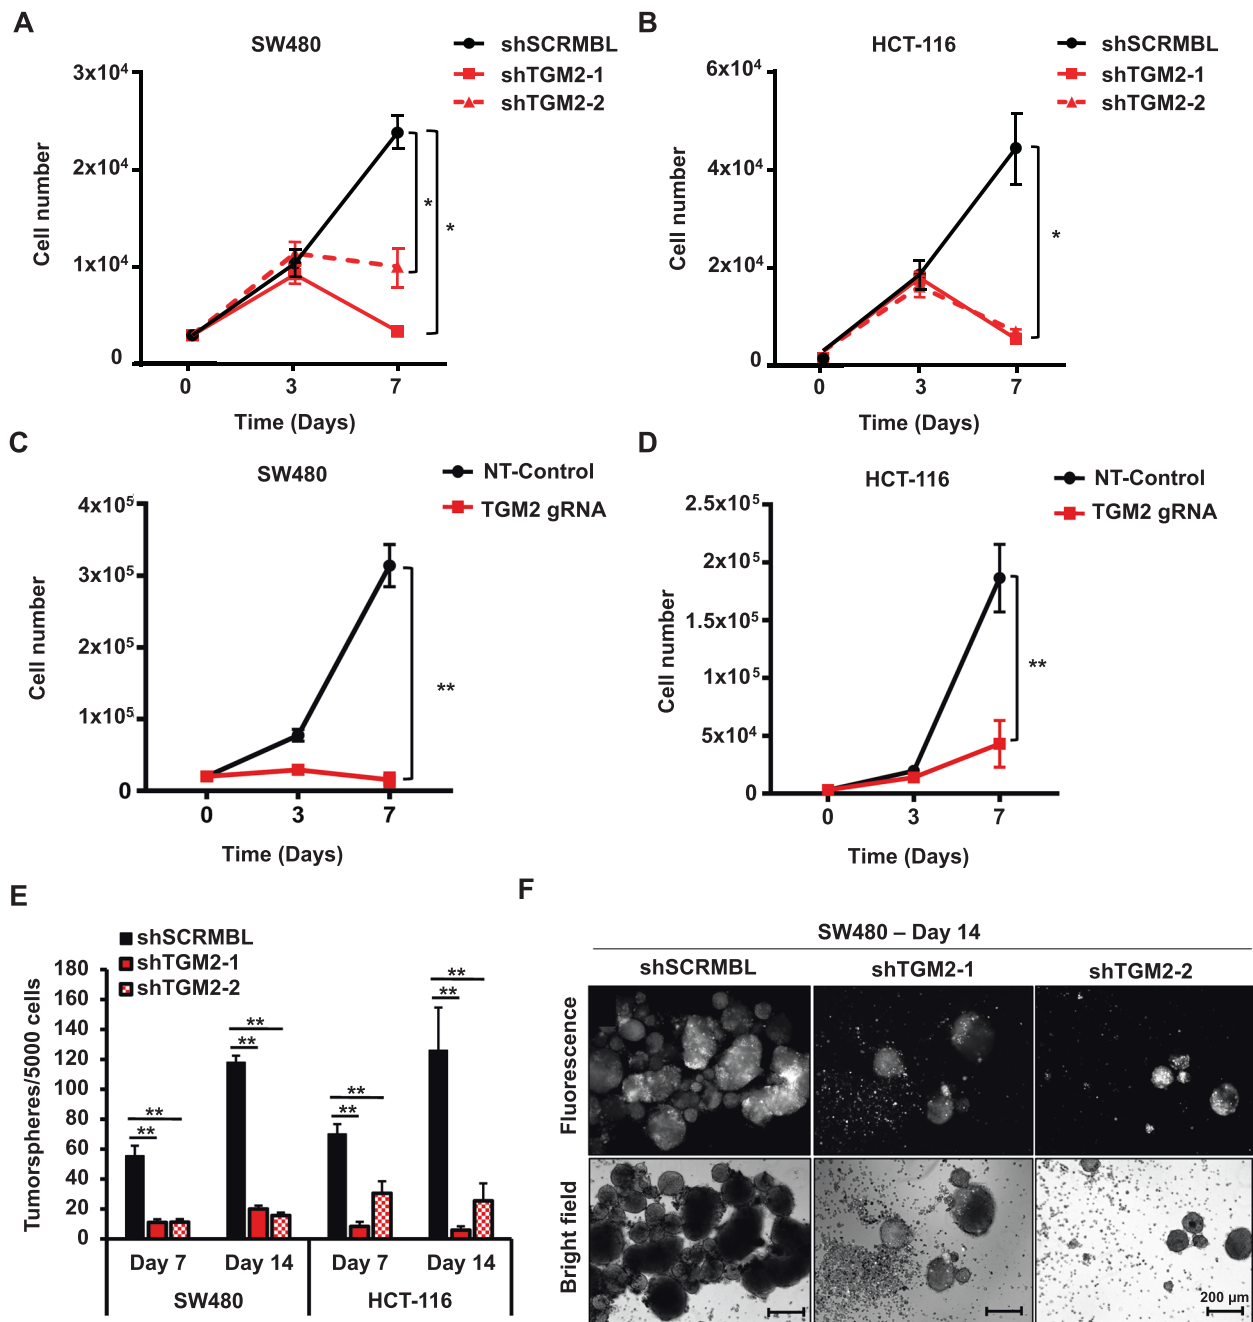 A
SW480
shSCRMBL
shTGM2-1
shTGM2-2
3x10⁴
2x10⁴
1x10⁴
0
Cell number
*
*
0 3 7
Time (Days)
B
HCT-116
shSCRMBL
shTGM2-1
shTGM2-2
6x10⁴
4x10⁴
2x10⁴
0
Cell number
*
0 3 7
Time (Days)
C
SW480
NT-Control
TGM2 gRNA
4x10⁵
3x10⁵
2x10⁵
1x10⁵
0
Cell number
**
0 3 7
Time (Days)
D
HCT-116
NT-Control
TGM2 gRNA
2.5x10⁵
2x10⁵
1.5x10⁵
1x10⁵
5x10⁴
0
Cell number
**
0 3 7
Time (Days)
E
shSCRMBL
shTGM2-1
shTGM2-2
180
160
140
120
100
80
60
40
20
0
Tumorspheres/5000 cells
** ** ** **
** ** ** **
Day 7 Day 14 Day 7 Day 14
SW480 HCT-116
F
SW480 – Day 14
shSCRMBL shTGM2-1 shTGM2-2
Fluorescence
Bright field
200 µm